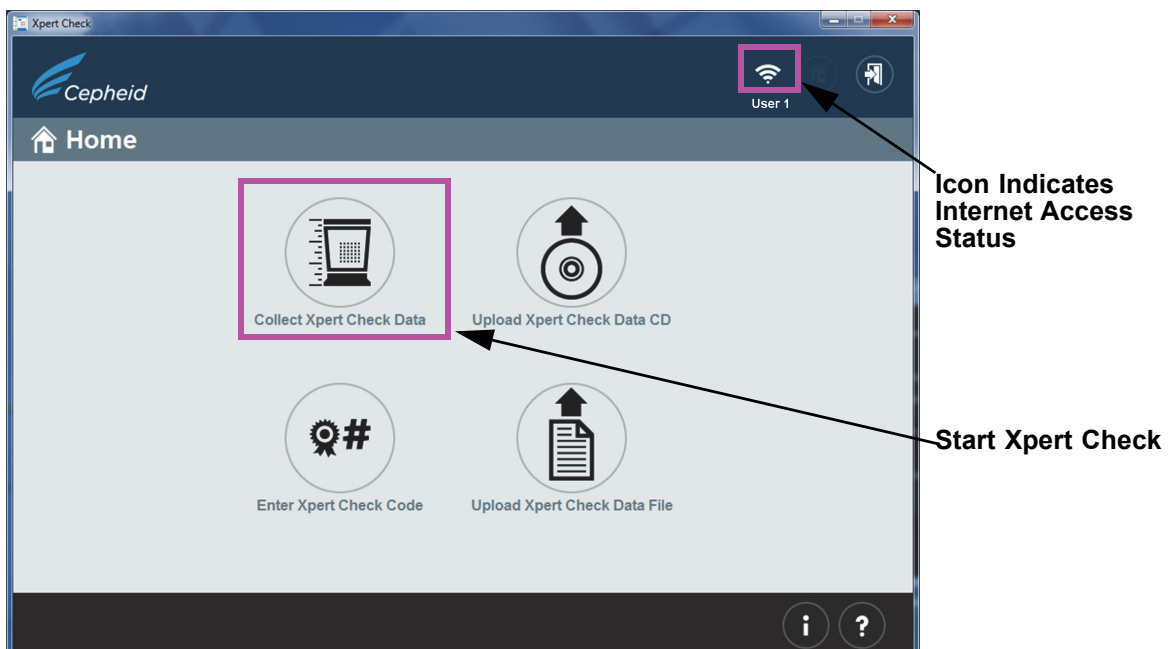 Xpert Check
Cepheid
User 1
Home
Icon Indicates
Internet Access
Status
Collect Xpert Check Data
Upload Xpert Check Data CD
Start Xpert Check
#
Enter Xpert Check Code
Upload Xpert Check Data File
i
?